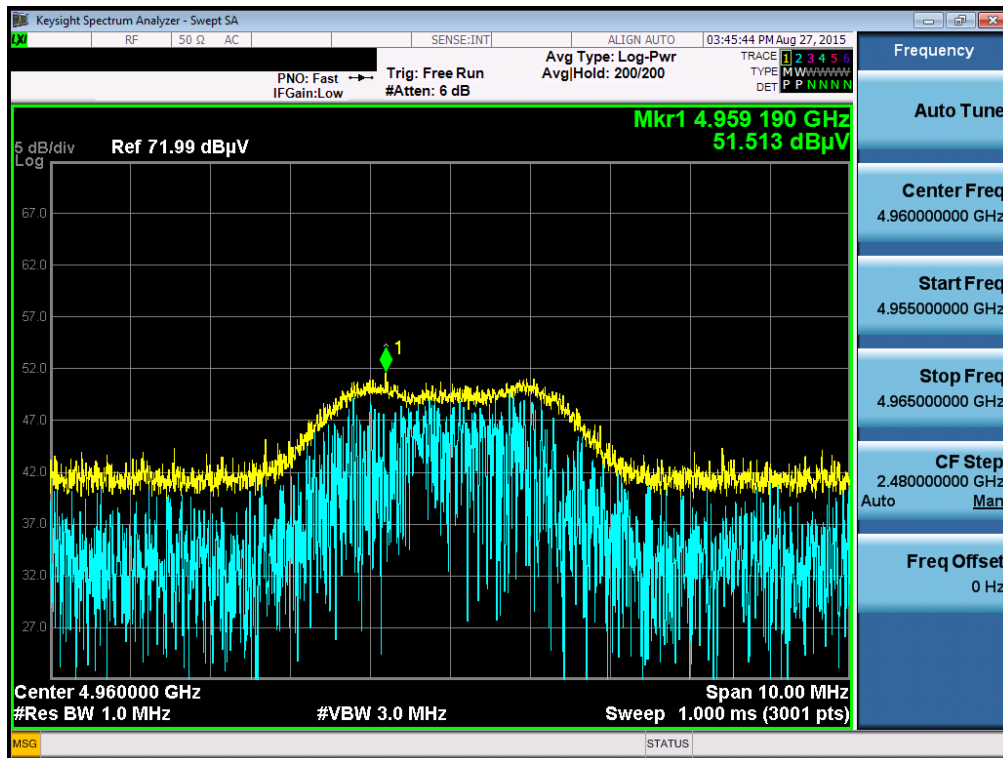 Keysight Spectrum Analyzer - Swept SA
LXI RF 50 Ω AC SENSE:INT ALIGN AUTO 03:45:44 PM Aug 27, 2015
Frequency
PNO: Fast Trig: Free Run Avg Type: Log-Pwr TRACE 1 2 3 4 5 6
IFGain:Low #Atten: 6 dB Avg|Hold: 200/200 TYPE M WWWWW
DET P P N N N N
Auto Tune
Mkr1 4.959 190 GHz
51.513 dBµV
5 dB/div Ref 71.99 dBµV
Log
67.0
62.0
57.0
52.0
47.0
42.0
37.0
32.0
27.0
1
Center Freq
4.960000000 GHz
Start Freq
4.955000000 GHz
Stop Freq
4.965000000 GHz
CF Step
2.480000000 GHz
Auto Man
Freq Offset
0 Hz
Center 4.960000 GHz Span 10.00 MHz
#Res BW 1.0 MHz #VBW 3.0 MHz Sweep 1.000 ms (3001 pts)
MSG STATUS